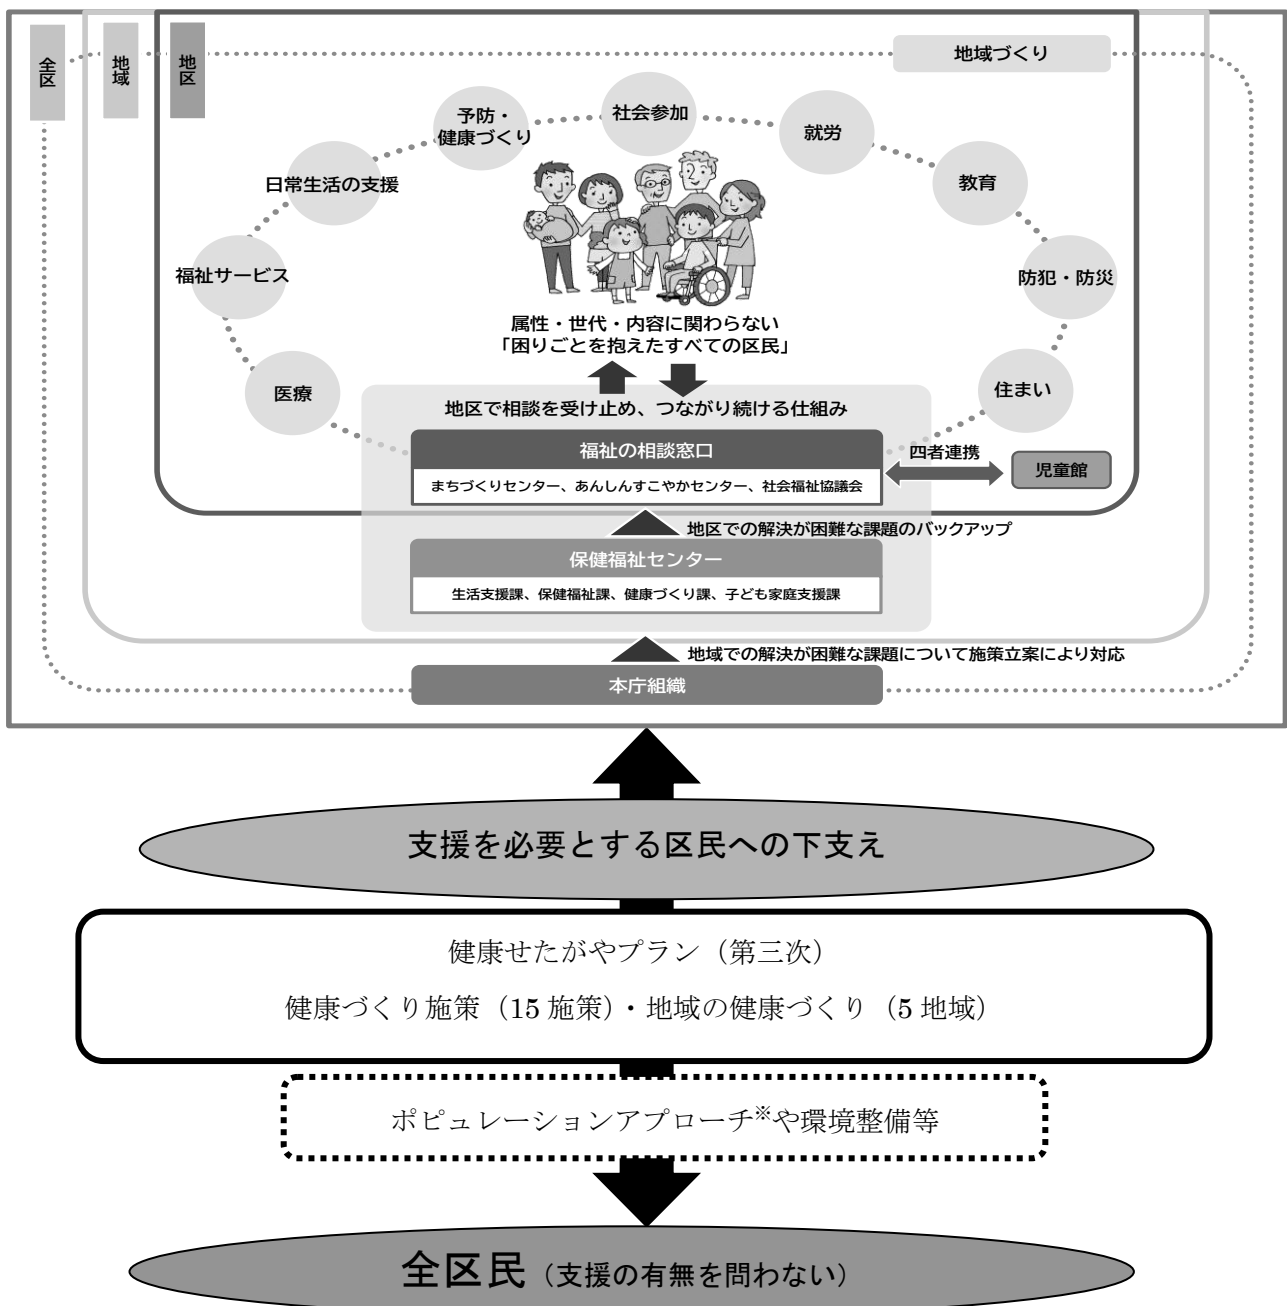 全区
地域
地区
地域づくり
社会参加
予防・
健康づくり
就労
日常生活の支援
教育
福祉サービス
防犯・防災
属性・世代・内容に関わらない
「困りごとを抱えたすべての区民」
医療
住まい
地区で相談を受け止め、つながり続ける仕組み
福祉の相談窓口
まちづくりセンター、あんしんすこやかセンター、社会福祉協議会
四者連携
児童館
地区での解決が困難な課題のバックアップ
保健福祉センター
生活支援課、保健福祉課、健康づくり課、子ども家庭支援課
地域での解決が困難な課題について施策立案により対応
本庁組織
支援を必要とする区民への下支え
健康せたがやプラン（第三次）
健康づくり施策（15 施策）・地域の健康づくり（5 地域）
ポピュレーションアプローチ※や環境整備等
全区民（支援の有無を問わない）